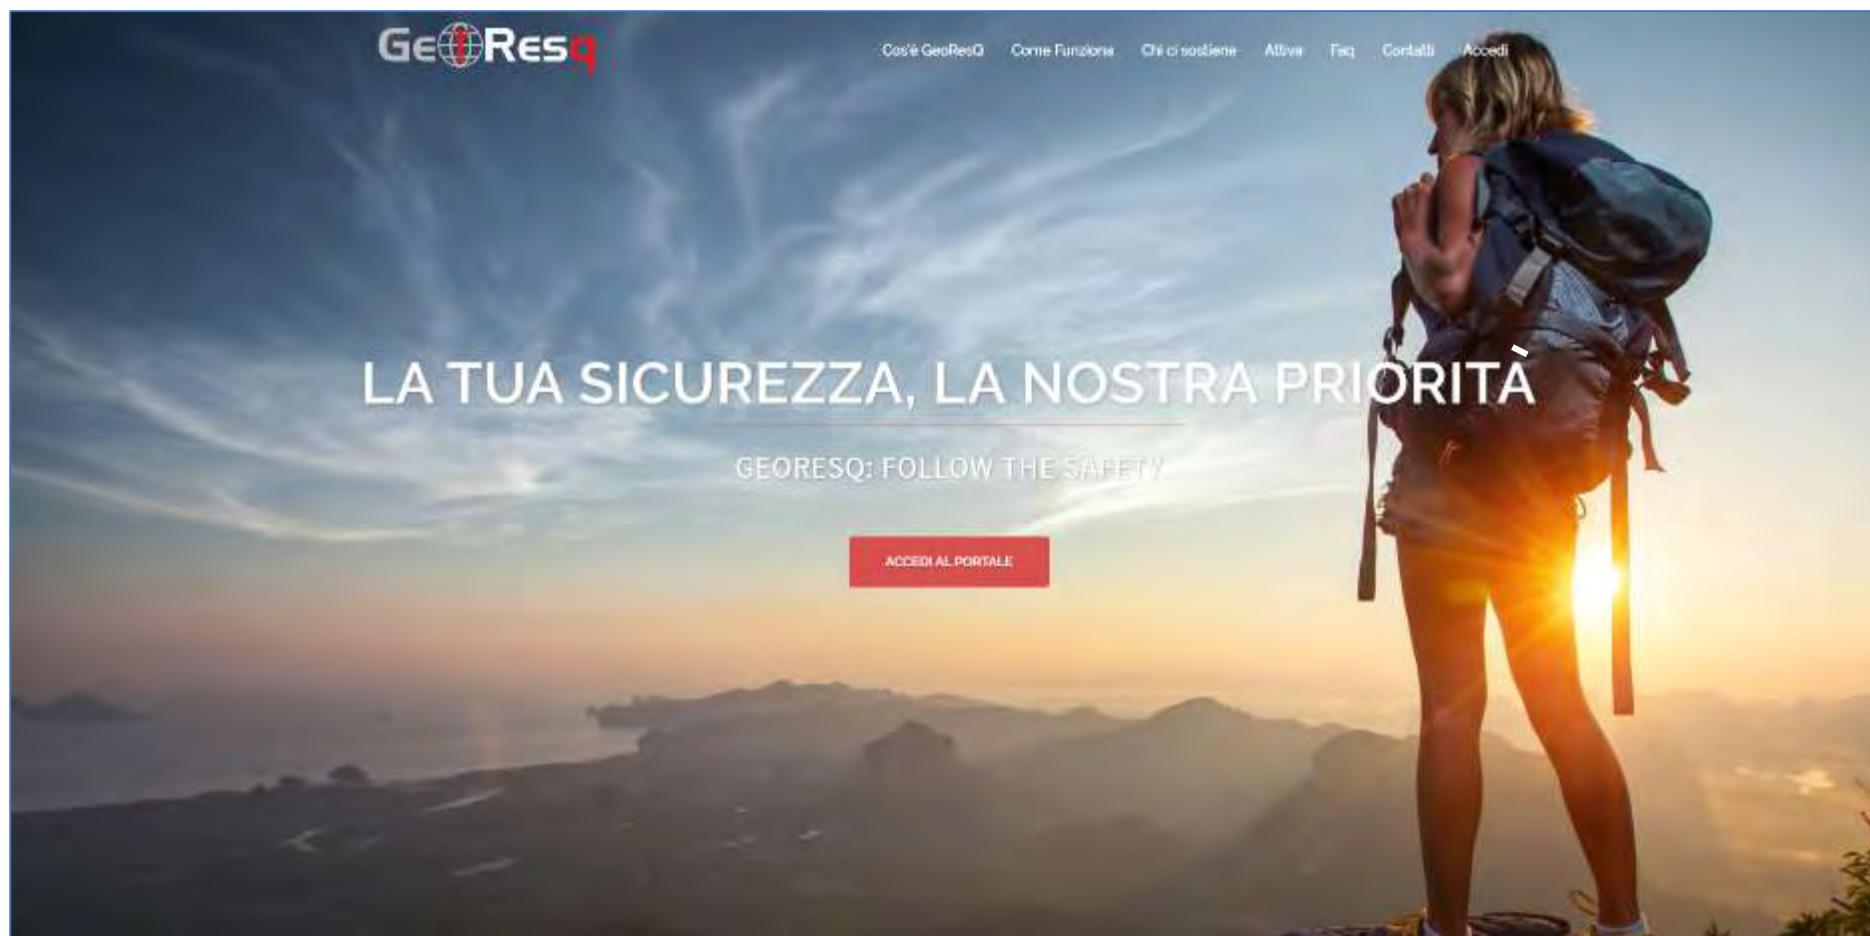 GeoResq
Cos'è GeoResQ Come Funziona Chi ci sostiene Attiva Faq Contatti Accedi
LA TUA SICUREZZA, LA NOSTRA PRIORITÀ
GEORESQ: FOLLOW THE SAFETY
ACCEDI AL PORTALE